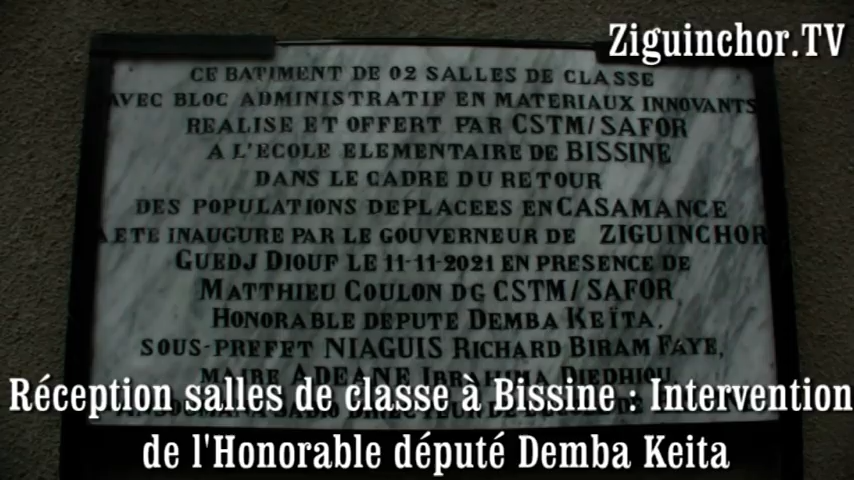 Ziguinchor.TV
CE BATIMENT DE 02 SALLES DE CLASSE
AVEC BLOC ADMINISTRATIF EN MATERIAUX INNOVANTS
REALISE ET OFFERT PAR CSTM/SAFOR
A L'ECOLE ELEMENTAIRE DE BISSINE
DANS LE CADRE DU RETOUR
DES POPULATIONS DEPLACEES EN CASAMANCE
A ETE INAUGURE PAR LE GOUVERNEUR DE ZIGUINCHOR
GUEDJ DIOUF LE 11-11-2021 EN PRESENCE DE
MATTHIEU COULON DG CSTM/SAFOR
HONORABLE DEPUTE DEMBA KEÏTA,
SOUS-PREFET NIAGUIS RICHARD BIRAM FAYE,
MAIRE ADEANE IBRAHIMA DIEDHIOU,
Réception salles de classe à Bissine : Intervention
de l'Honorable député Demba Keita